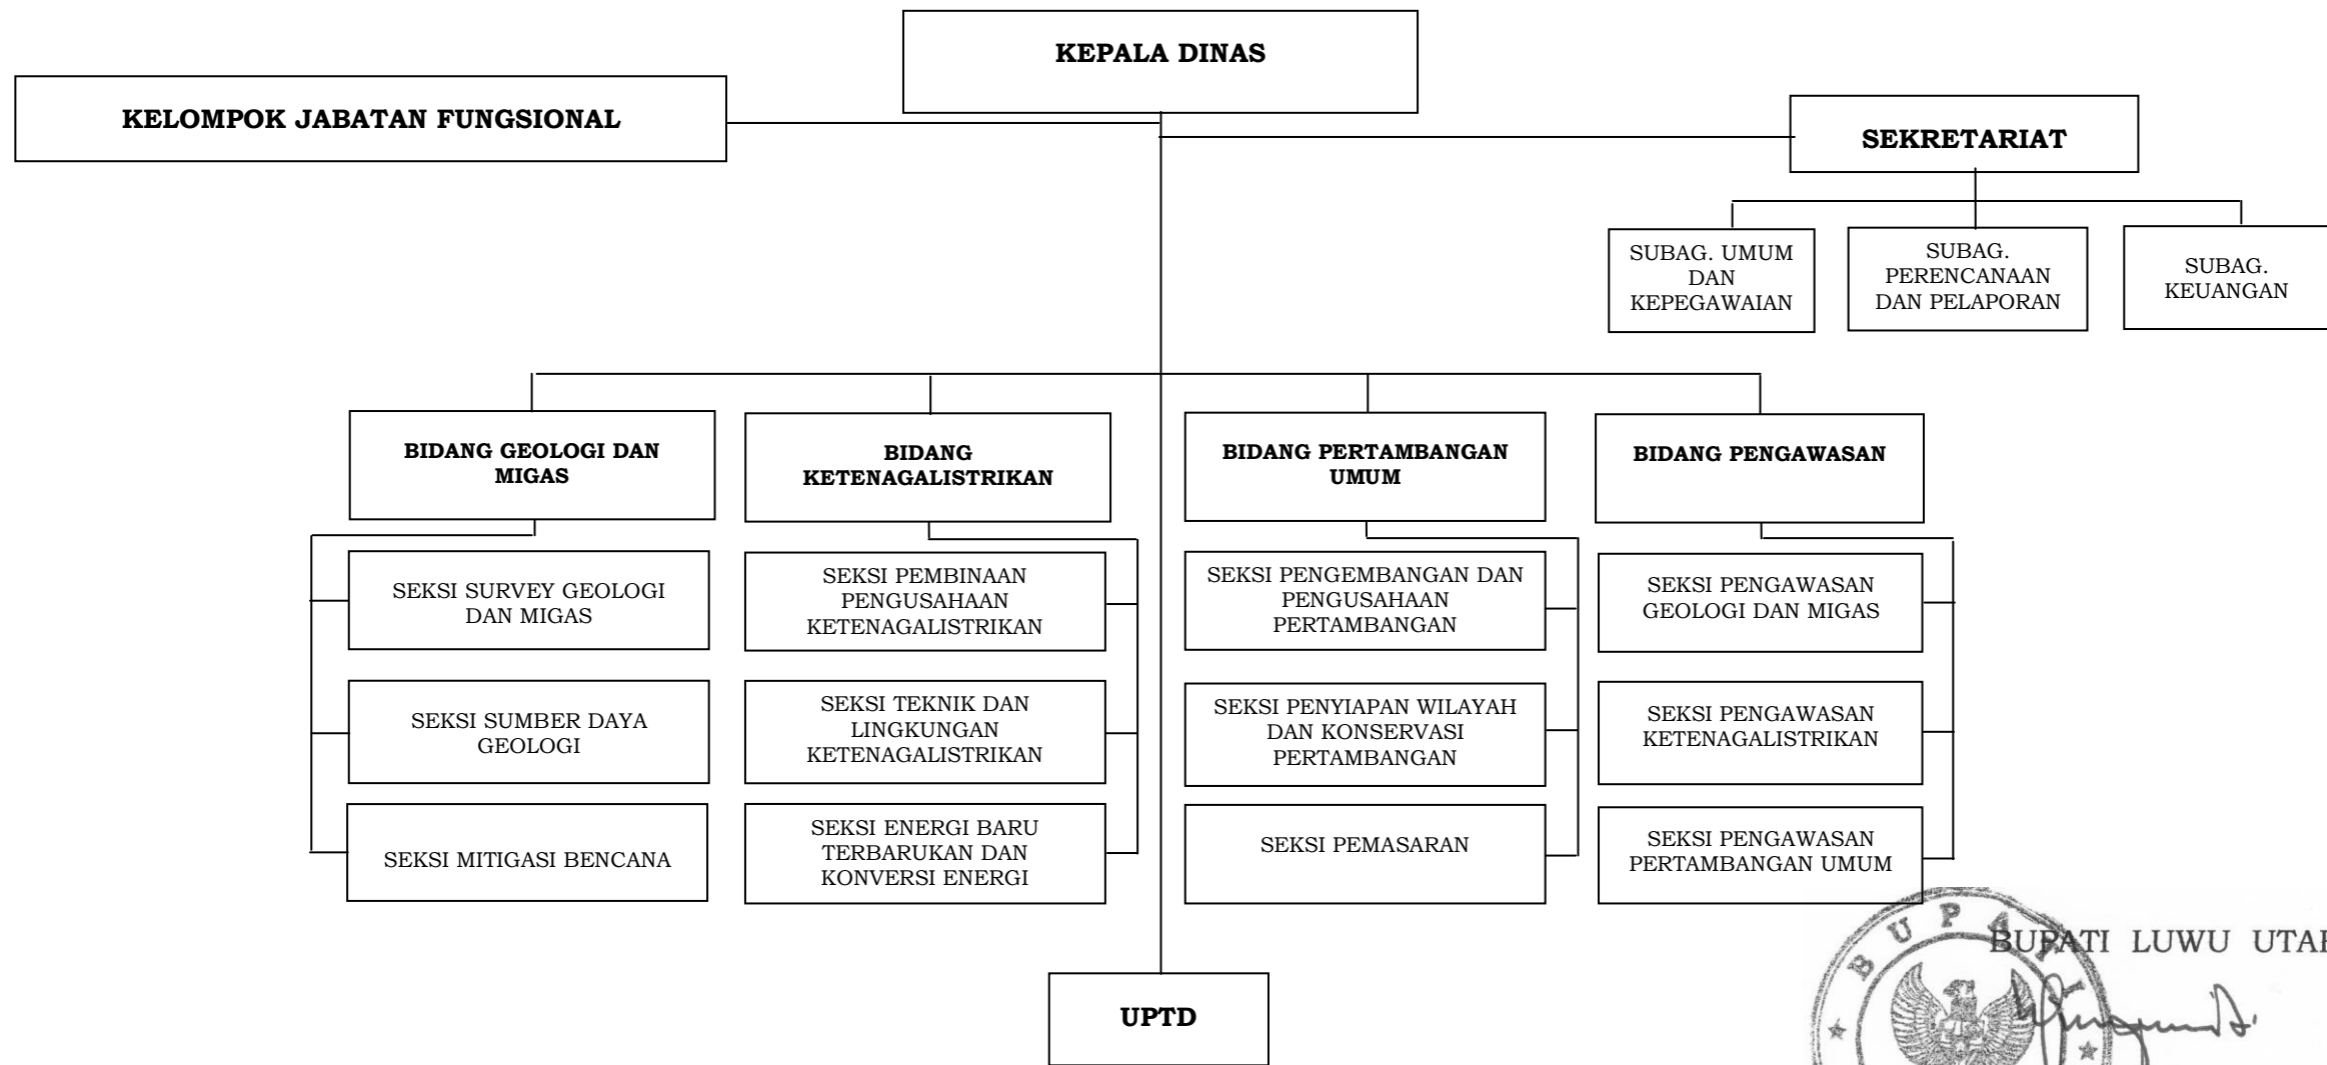 KEPALA DINAS
KELOMPOK JABATAN FUNGSIONAL
SEKRETARIAT
SUBAG. UMUM
DAN
KEPEGAWAIAN
SUBAG.
PERENCANAAN
DAN PELAPORAN
SUBAG.
KEUANGAN
BIDANG GEOLOGI DAN
MIGAS
BIDANG
KETENAGALISTRIKAN
BIDANG PERTAMBANGAN
UMUM
BIDANG PENGAWASAN
SEKSI SURVEY GEOLOGI
DAN MIGAS
SEKSI PEMBINAAN
PENGUSAHAAN
KETENAGALISTRIKAN
SEKSI PENGEMBANGAN DAN
PENGUSAHAAN
PERTAMBANGAN
SEKSI PENGAWASAN
GEOLOGI DAN MIGAS
SEKSI SUMBER DAYA
GEOLOGI
SEKSI TEKNIK DAN
LINGKUNGAN
KETENAGALISTRIKAN
SEKSI PENYIAPAN WILAYAH
DAN KONSERVASI
PERTAMBANGAN
SEKSI PENGAWASAN
KETENAGALISTRIKAN
SEKSI MITIGASI BENCANA
SEKSI ENERGI BARU
TERBARUKAN DAN
KONVERSI ENERGI
SEKSI PEMASARAN
SEKSI PENGAWASAN
PERTAMBANGAN UMUM
BUPATI LUWU
UPTD